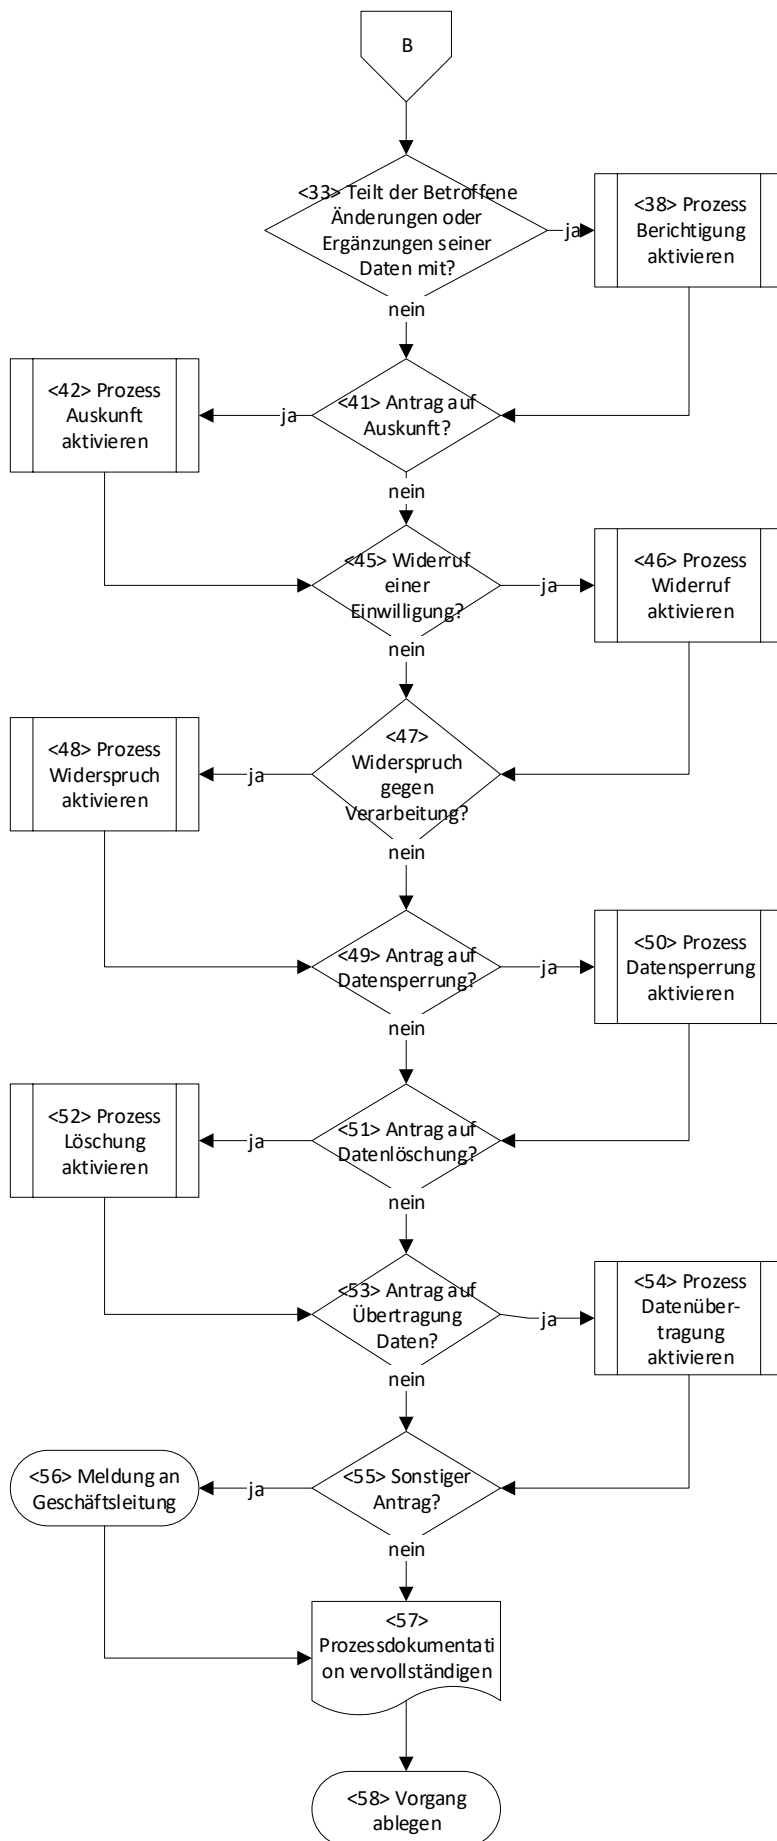 B
<33> Teilt der Betroffene
Änderungen oder
Ergänzungen seiner
Daten mit?
ja
<38> Prozess
Berichtigung
aktivieren
nein
<42> Prozess
Auskunft
aktivieren
ja
<41> Antrag auf
Auskunft?
nein
<45> Widerruf
einer
Einwilligung?
ja
<46> Prozess
Widerruf
aktivieren
nein
<48> Prozess
Widerspruch
aktivieren
ja
<47>
Widerspruch
gegen
Verarbeitung?
nein
<49> Antrag auf
Datensperrung?
ja
<50> Prozess
Datensperrung
aktivieren
nein
<52> Prozess
Löschung
aktivieren
ja
<51> Antrag auf
Datenlöschung?
nein
<53> Antrag auf
Übertragung
Daten?
ja
<54> Prozess
Datenüber-
tragung
aktivieren
nein
<56> Meldung an
Geschäftsleitung
ja
<55> Sonstiger
Antrag?
nein
<57>
Prozessdokumentati
on vervollständigen
<58> Vorgang
ablegen